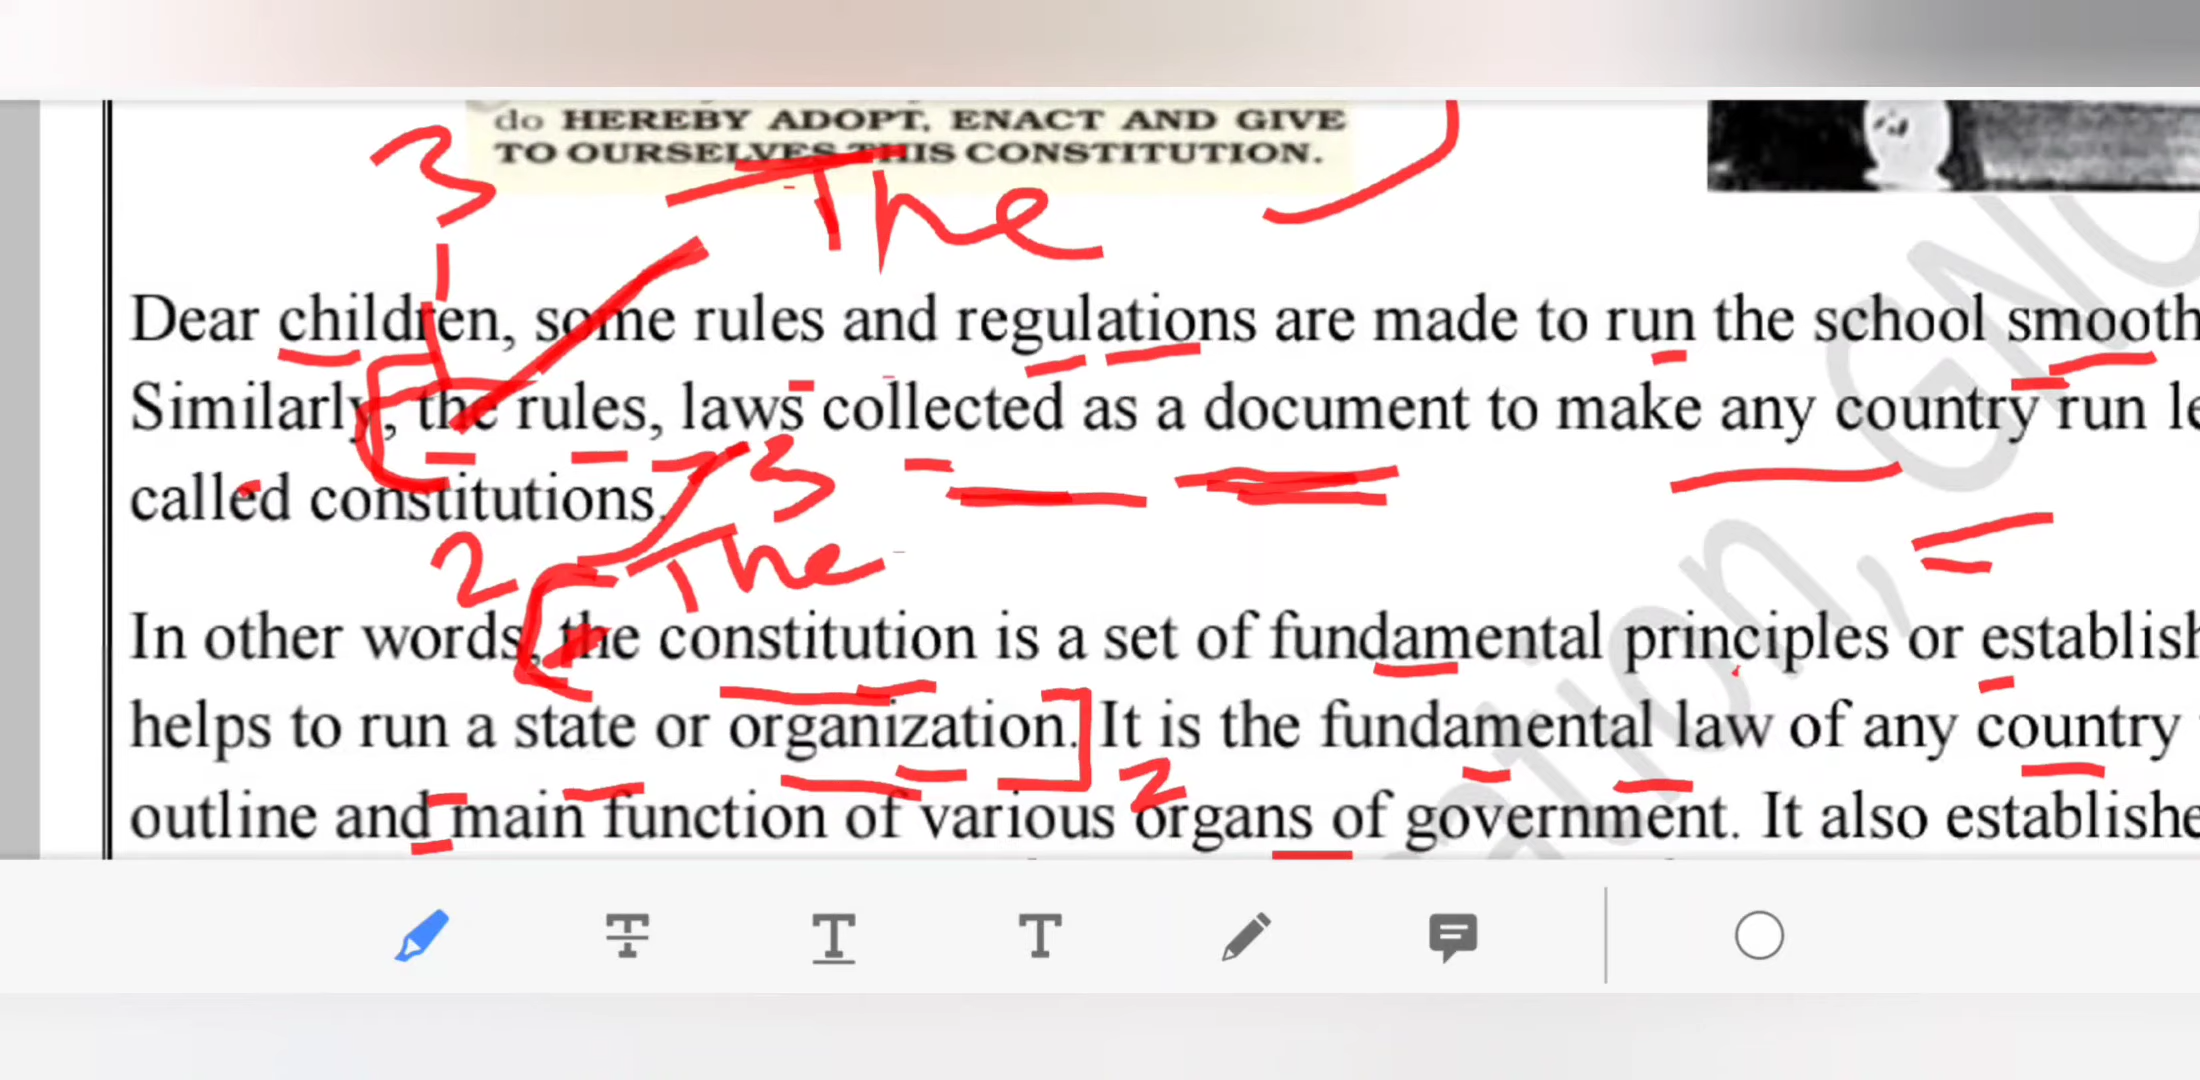 do HEREBY ADOPT, ENACT AND GIVE
TO OURSELVES THIS CONSTITUTION.
3
The
Dear children, some rules and regulations are made to run the school smooth
Similarly, the rules, laws collected as a document to make any country run le
called constitutions.
3
2
The
In other words, the constitution is a set of fundamental principles or establish
helps to run a state or organization. It is the fundamental law of any country
2
outline and main function of various organs of government. It also establishe
T
T
T